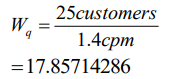 W_q = 25customers / 1.4cpm
=17.85714286